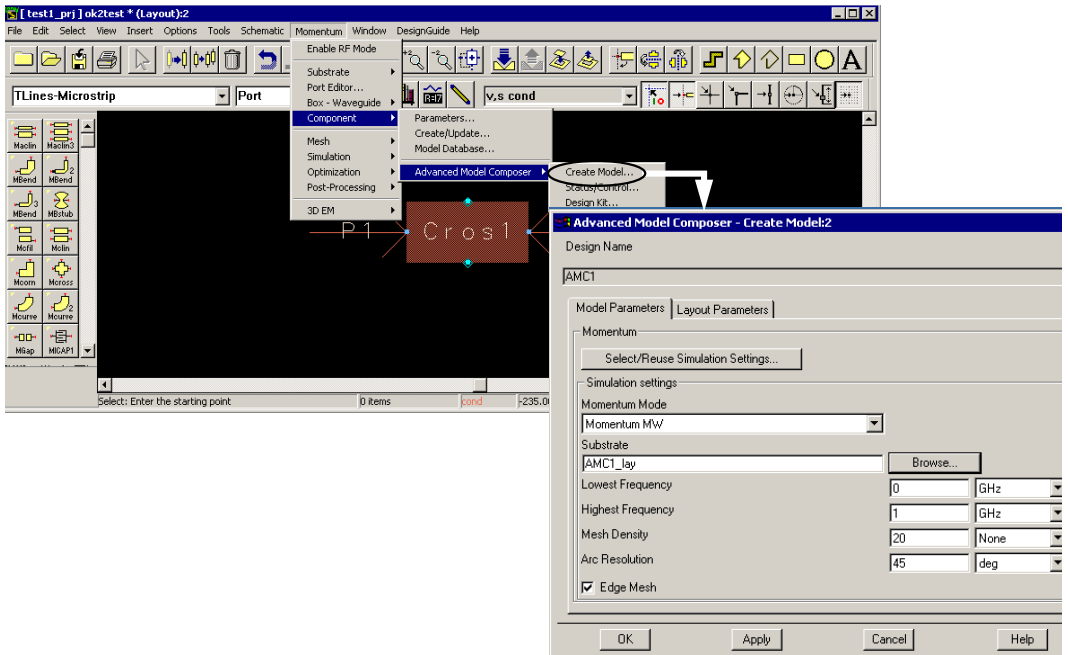 [ test1_prj ] ok2test * (Layout):2
File Edit Select View Insert Options Tools Schematic Momentum Window DesignGuide Help
Enable RF Mode
Substrate
Port Editor...
Box - Waveguide
Component
Mesh
Simulation
Optimization
Post-Processing
3D EM
Parameters...
Create/Update...
Model Database...
Advanced Model Composer
Create Model...
Status/Control...
Design Kit...
TLines-Microstrip
Port
v,s cond
Maclin Maclin3
MBend MBend
MBend MBstub
Mcfil Mclin
Mcorn Mcross
Mcurve Mcurve
MGap MICAP1
P1
Cros1
Select: Enter the starting point
0 items
cond
-235.0
Advanced Model Composer - Create Model:2
Design Name
AMC1
Model Parameters Layout Parameters
Momentum
Select/Reuse Simulation Settings...
Simulation settings
Momentum Mode
Momentum MW
Substrate
AMC1_lay Browse...
Lowest Frequency 0 GHz
Highest Frequency 1 GHz
Mesh Density 20 None
Arc Resolution 45 deg
Edge Mesh
OK Apply Cancel Help